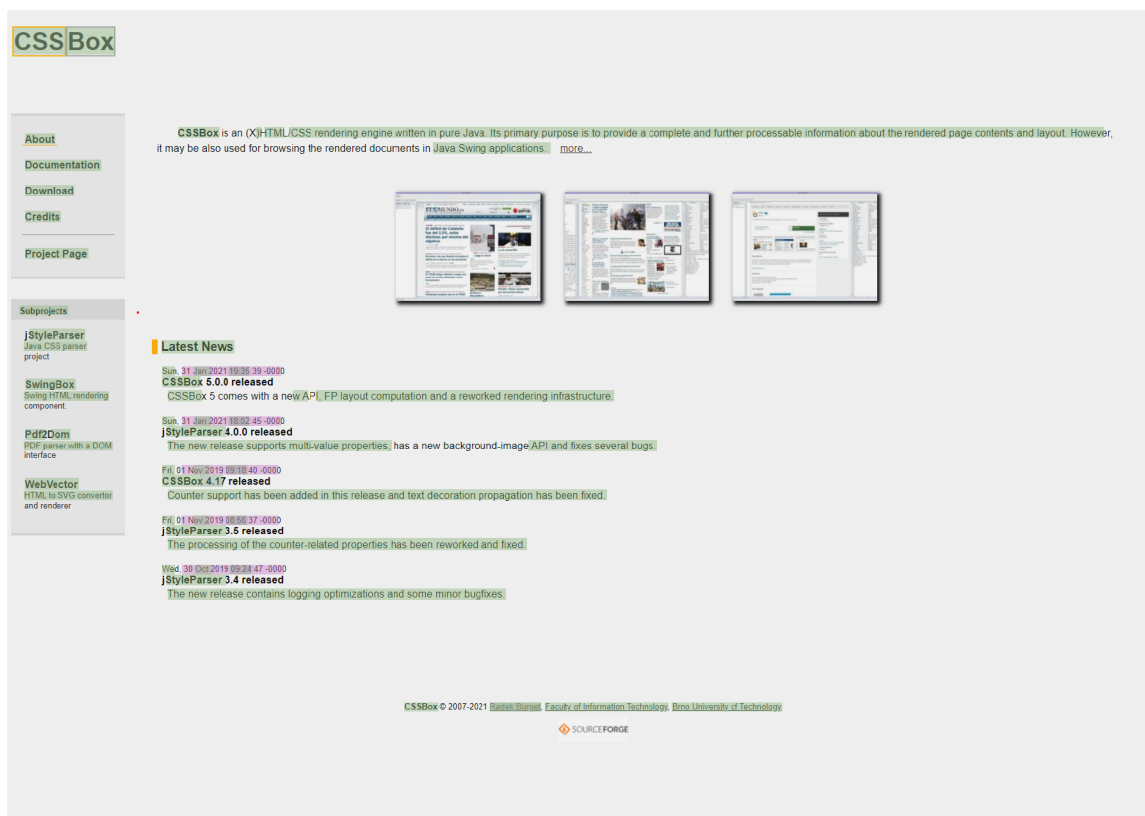 CSSBox
About
Documentation
Download
Credits
Project Page
Subprojects
jStyleParser
Java CSS parser
project
SwingBox
Swing HTML rendering
component.
Pdf2Dom
PDF parser with a DOM
interface
WebVector
HTML to SVG convertor
and renderer
CSSBox is an (X)HTML/CSS rendering engine written in pure Java. Its primary purpose is to provide a complete and further processable information about the rendered page contents and layout. However,
it may be also used for browsing the rendered documents in Java Swing applications. more...
Latest News
Sun, 31 Jan 2021 19:35:39 -0000
CSSBox 5.0.0 released
CSSBox 5 comes with a new API, FP layout computation and a reworked rendering infrastructure.
Sun, 31 Jan 2021 18:02:45 -0000
jStyleParser 4.0.0 released
The new release supports multi-value properties, has a new background-image API and fixes several bugs.
Fri, 01 Nov 2019 09:18:40 -0000
CSSBox 4.17 released
Counter support has been added in this release and text decoration propagation has been fixed.
Fri, 01 Nov 2019 08:56:37 -0000
jStyleParser 3.5 released
The processing of the counter-related properties has been reworked and fixed.
Wed, 30 Oct 2019 09:24:47 -0000
jStyleParser 3.4 released
The new release contains logging optimizations and some minor bugfixes.
CSSBox © 2007-2021 Radek Burget, Faculty of Information Technology, Brno University of Technology
SOURCEFORGE